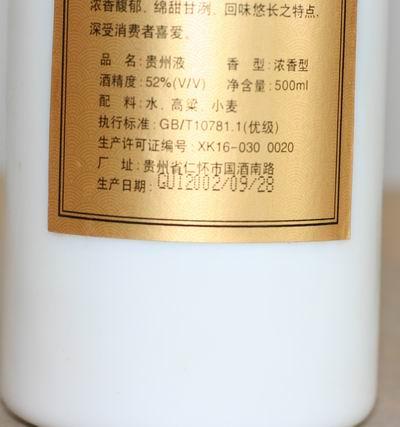 浓香馥郁、绵甜甘洌、回味悠长之特点,
深受消费者喜爱。
品 名:贵州液 香 型:浓香型
酒精度:52%(V/V) 净含量:500ml
配 料:水、高粱、小麦
执行标准:GB/T10781.1(优级)
生产许可证编号:XK16-030 0020
厂 址:贵州省仁怀市国酒南路
生产日期:GU12002/09/28